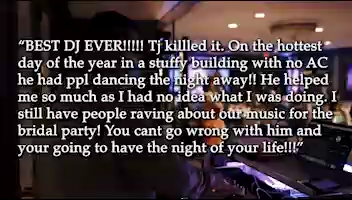 “BEST DJ EVER!!!!! Tj killled it. On the hottest
day of the year in a stuffy building with no AC
he had ppl dancing the night away!! He helped
me so much as I had no idea what I was doing. I
still have people raving about our music for the
bridal party! You cant go wrong with him and
your going to have the night of your life!!!”